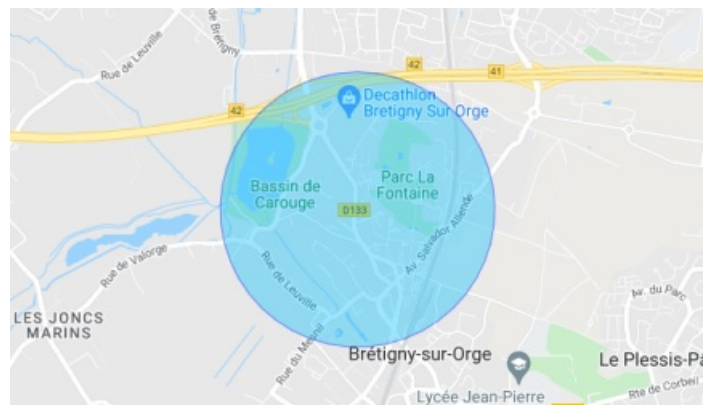 de Brétigny
Rue de Leuville
42
41
42
Decathlon
Bretigny Sur Orge
Bassin de
Carouge
Parc La
Fontaine
D133
Av. Salvador Allende
Rue de Valorge
Rue de Leuville
LES JONCS
MARINS
Rue du Mesnil
Av. du Parc
Brétigny-sur-Orge
Le Plessis-Pâ
Lycée Jean-Pierre
Rte de Corbeil